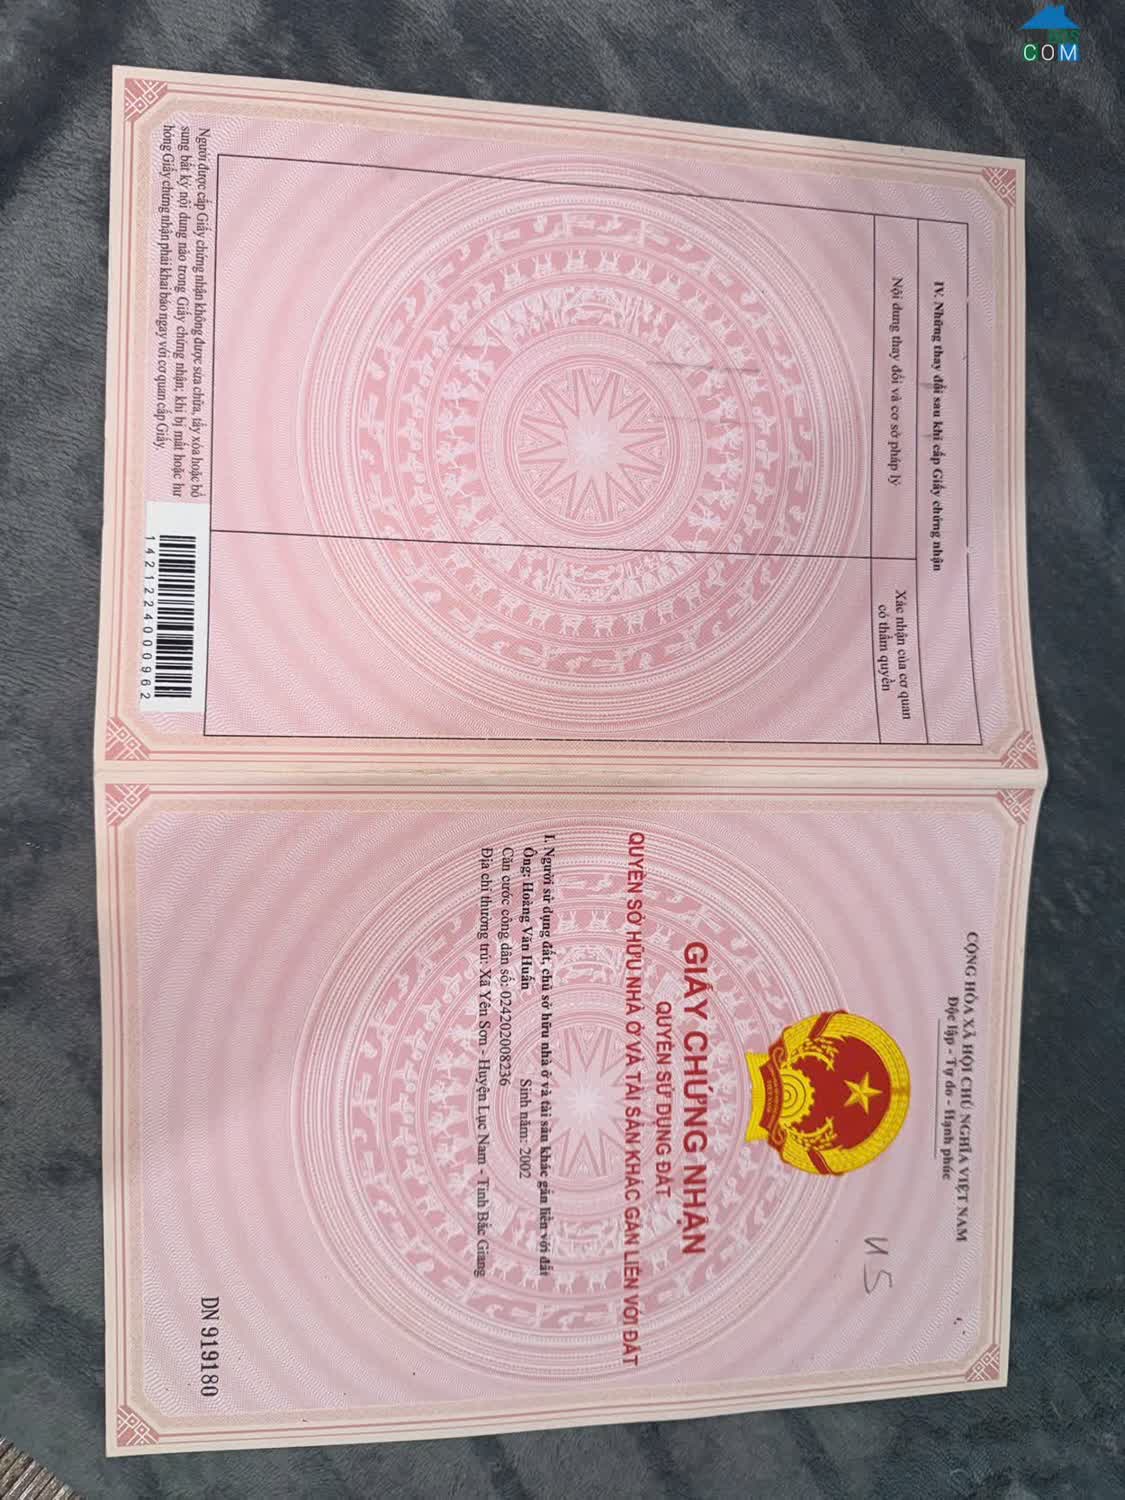 COM
IV. Những thay đổi sau khi cấp Giấy chứng nhận
Nội dung thay đổi và cơ sở pháp lý
Xác nhận của cơ quan
có thẩm quyền
Người được cấp Giấy chứng nhận không được sửa chữa, tẩy xóa hoặc bổ
sung bất kỳ nội dung nào trong Giấy chứng nhận; khi bị mất hoặc hư
hỏng Giấy chứng nhận phải khai báo ngay với cơ quan cấp Giấy.
1421224000962
CỘNG HÒA XÃ HỘI CHỦ NGHĨA VIỆT NAM
Độc lập - Tự do - Hạnh phúc
GIẤY CHỨNG NHẬN
QUYỀN SỬ DỤNG ĐẤT
QUYỀN SỞ HỮU NHÀ Ở VÀ TÀI SẢN KHÁC GẮN LIỀN VỚI ĐẤT
I. Người sử dụng đất, chủ sở hữu nhà ở và tài sản khác gắn liền với đất
Ông: Hoàng Văn Huấn Sinh năm: 2002
Căn cước công dân số: 024202008236
Địa chỉ thường trú: Xã Yên Sơn - Huyện Lục Nam - Tỉnh Bắc Giang
DN 919180